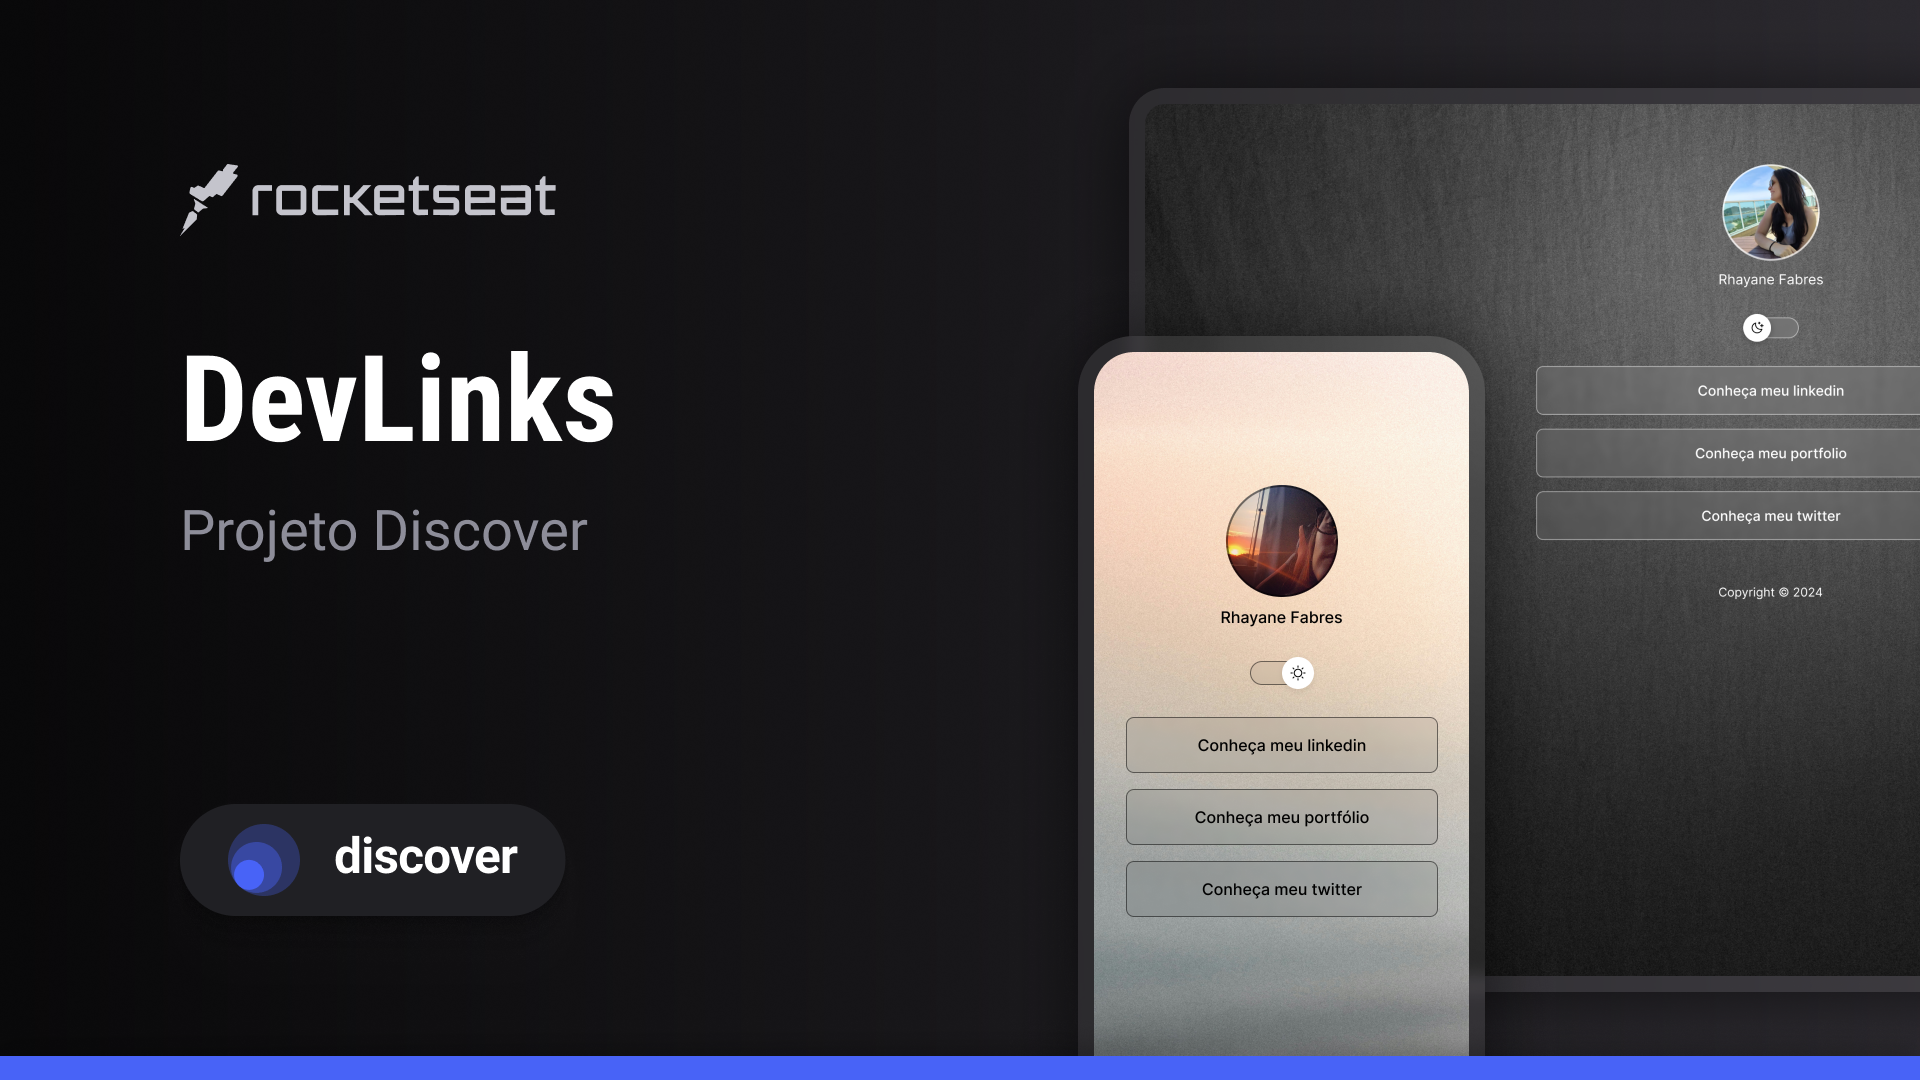 rocketseat
DevLinks
Projeto Discover
discover
Rhayane Fabres
Conheça meu linkedin
Conheça meu portfolio
Conheça meu twitter
Copyright © 2024
Rhayane Fabres
Conheça meu linkedin
Conheça meu portfólio
Conheça meu twitter